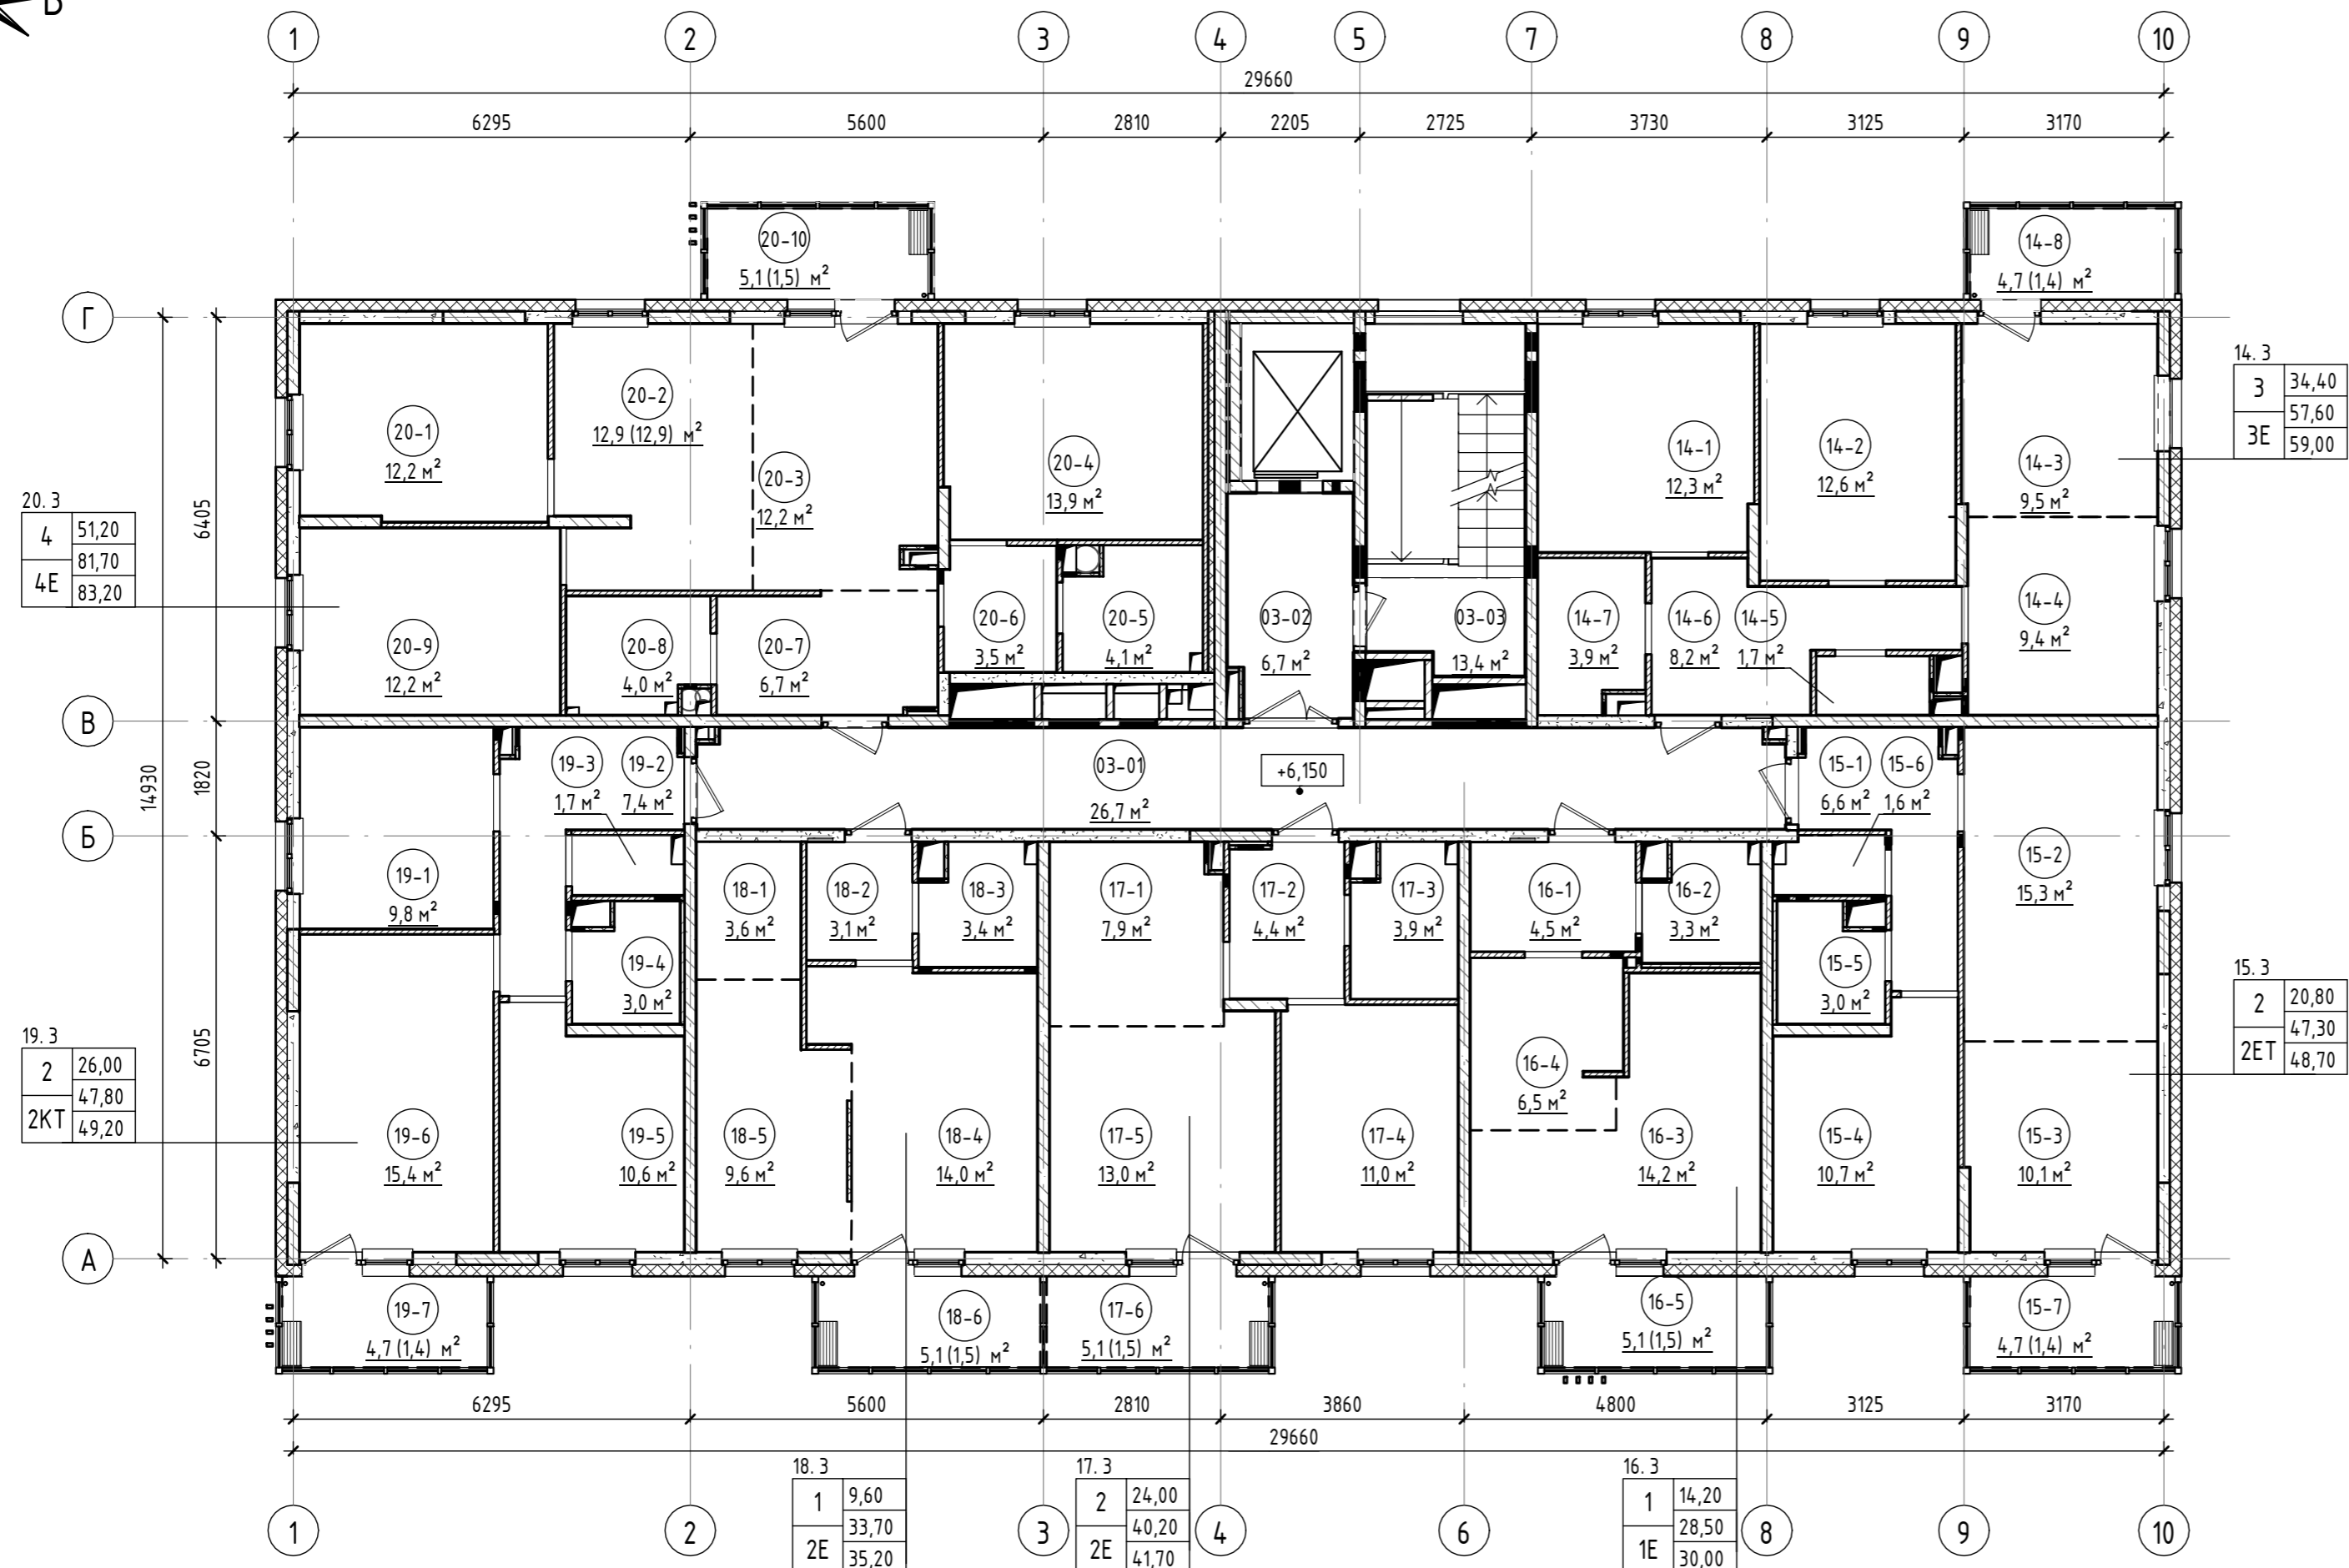 В
1 2 3 4 5 7 8 9 10
29660
6295 5600 2810 2205 2725 3730 3125 3170
20-10
5,1 (1,5) м²
14-8
4,7 (1,4) м²
Г
14.3
3 34,40
57,60
3Е 59,00
20-1
12,2 м²
20-2
12,9 (12,9) м²
20-3
12,2 м²
20-4
13,9 м²
14-1
12,3 м²
14-2
12,6 м²
14-3
9,5 м²
20.3
4 51,20
81,70
4Е 83,20
6405
20-9
12,2 м²
20-8
4,0 м²
20-7
6,7 м²
20-6
3,5 м²
20-5
4,1 м²
03-02
6,7 м²
03-03
13,4 м²
14-7
3,9 м²
14-6
8,2 м²
14-5
1,7 м²
14-4
9,4 м²
В
14930
1820
19-3
1,7 м²
19-2
7,4 м²
03-01
26,7 м²
+6,150
15-1
6,6 м²
15-6
1,6 м²
Б
19-1
9,8 м²
18-1
3,6 м²
18-2
3,1 м²
18-3
3,4 м²
17-1
7,9 м²
17-2
4,4 м²
17-3
3,9 м²
16-1
4,5 м²
16-2
3,3 м²
15-2
15,3 м²
19-4
3,0 м²
15-5
3,0 м²
15.3
2 20,80
47,30
2ЕТ 48,70
19.3
2 26,00
47,80
2КТ 49,20
6705
16-4
6,5 м²
19-6
15,4 м²
19-5
10,6 м²
18-5
9,6 м²
18-4
14,0 м²
17-5
13,0 м²
17-4
11,0 м²
16-3
14,2 м²
15-4
10,7 м²
15-3
10,1 м²
А
19-7
4,7 (1,4) м²
18-6
5,1 (1,5) м²
17-6
5,1 (1,5) м²
16-5
5,1 (1,5) м²
15-7
4,7 (1,4) м²
6295 5600 2810 3860 4800 3125 3170
29660
18.3
1 9,60
33,70
2Е 35,20
17.3
2 24,00
40,20
2Е 41,70
16.3
1 14,20
28,50
1Е 30,00
1 2 3 4 6 8 9 10